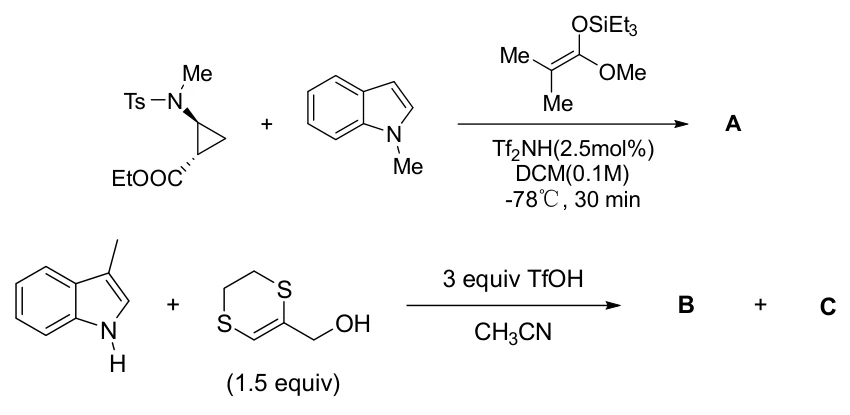 OSiEt3
Me
OMe
Me
Me
Ts
N
EtOOC
+
N
Me
A
Tf2NH(2.5mol%)
DCM(0.1M)
-78℃, 30 min
N
H
+
S
S
OH
(1.5 equiv)
3 equiv TfOH
CH3CN
B + C